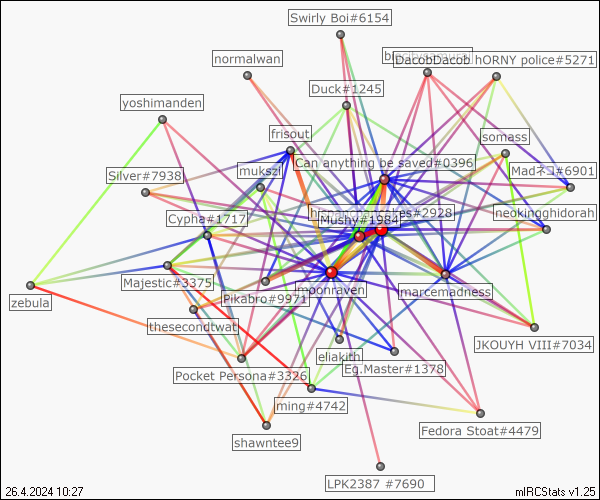 Swirly Boi#6154
normalwan
DacobDacob
hORNY police#5271
Duck#1245
yoshimanden
frisout
somass
Can anything be saved#0396
mukszi
Silver#7938
Madネコ#6901
Cypha#1717
Mushy#1984
es#2928
neokingghidorah
Majestic#3375
moonraven
marcemadness
zebula
Pikabro#9971
thesecondtwat
JKOUYH VIII#7034
eliakith
Eg.Master#1378
Pocket Persona#3326
ming#4742
shawntee9
Fedora Stoat#4479
LPK2387 #7690
26.4.2024 10:27
mIRCStats v1.25